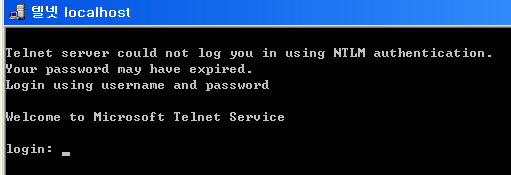 텔넷 localhost
Telnet server could not log you in using NTLM authentication.
Your password may have expired.
Login using username and password
Welcome to Microsoft Telnet Service
login: _